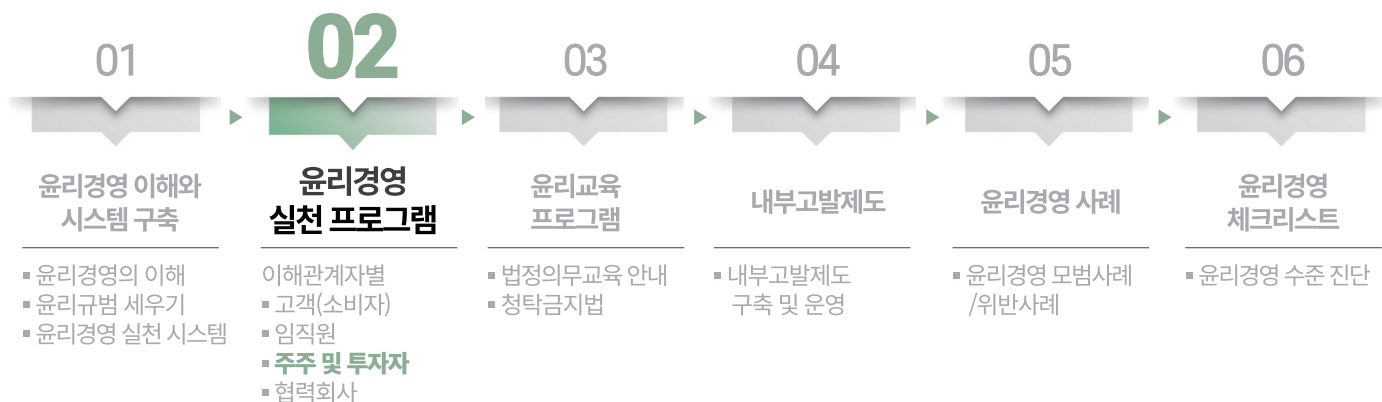 01
윤리경영 이해와
시스템 구축
▪ 윤리경영의 이해
▪ 윤리규범 세우기
▪ 윤리경영 실천 시스템
02
윤리경영
실천 프로그램
이해관계자별
▪ 고객(소비자)
▪ 임직원
▪ 주주 및 투자자
▪ 협력회사
03
윤리교육
프로그램
▪ 법정의무교육 안내
▪ 청탁금지법
04
내부고발제도
▪ 내부고발제도
구축 및 운영
05
윤리경영 사례
▪ 윤리경영 모범사례
/위반사례
06
윤리경영
체크리스트
▪ 윤리경영 수준 진단